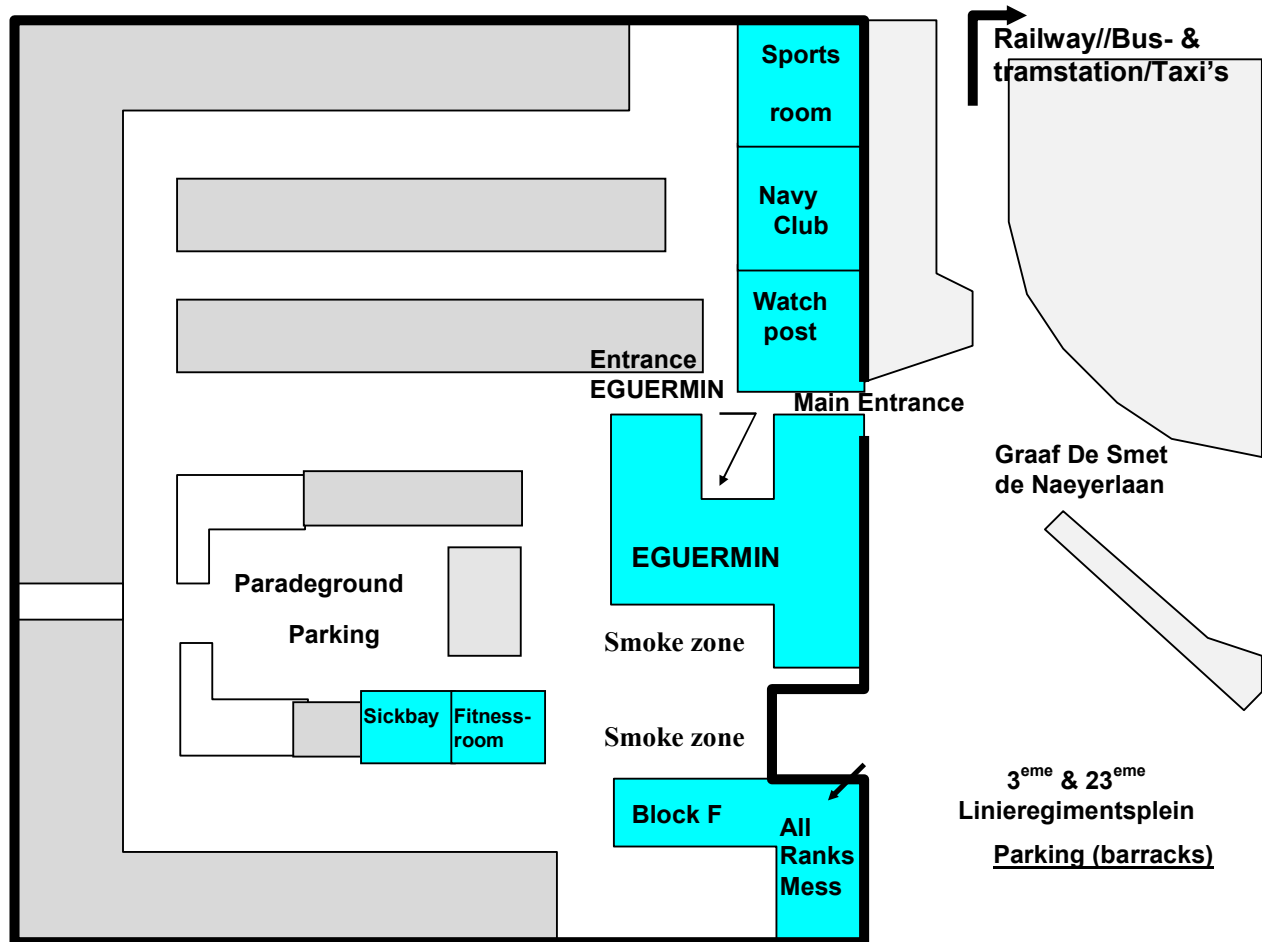 Sports
room
Railway//Bus- &
tramstation/Taxi’s
Navy
Club
Watch
post
Entrance
EGUERMIN
Main Entrance
Graaf De Smet
de Naeyerlaan
EGUERMIN
Paradeground
Parking
Smoke zone
Sickbay
Fitness-
room
Smoke zone
3eme & 23eme
Linieregimentsplein
Parking (barracks)
Block F
All
Ranks
Mess